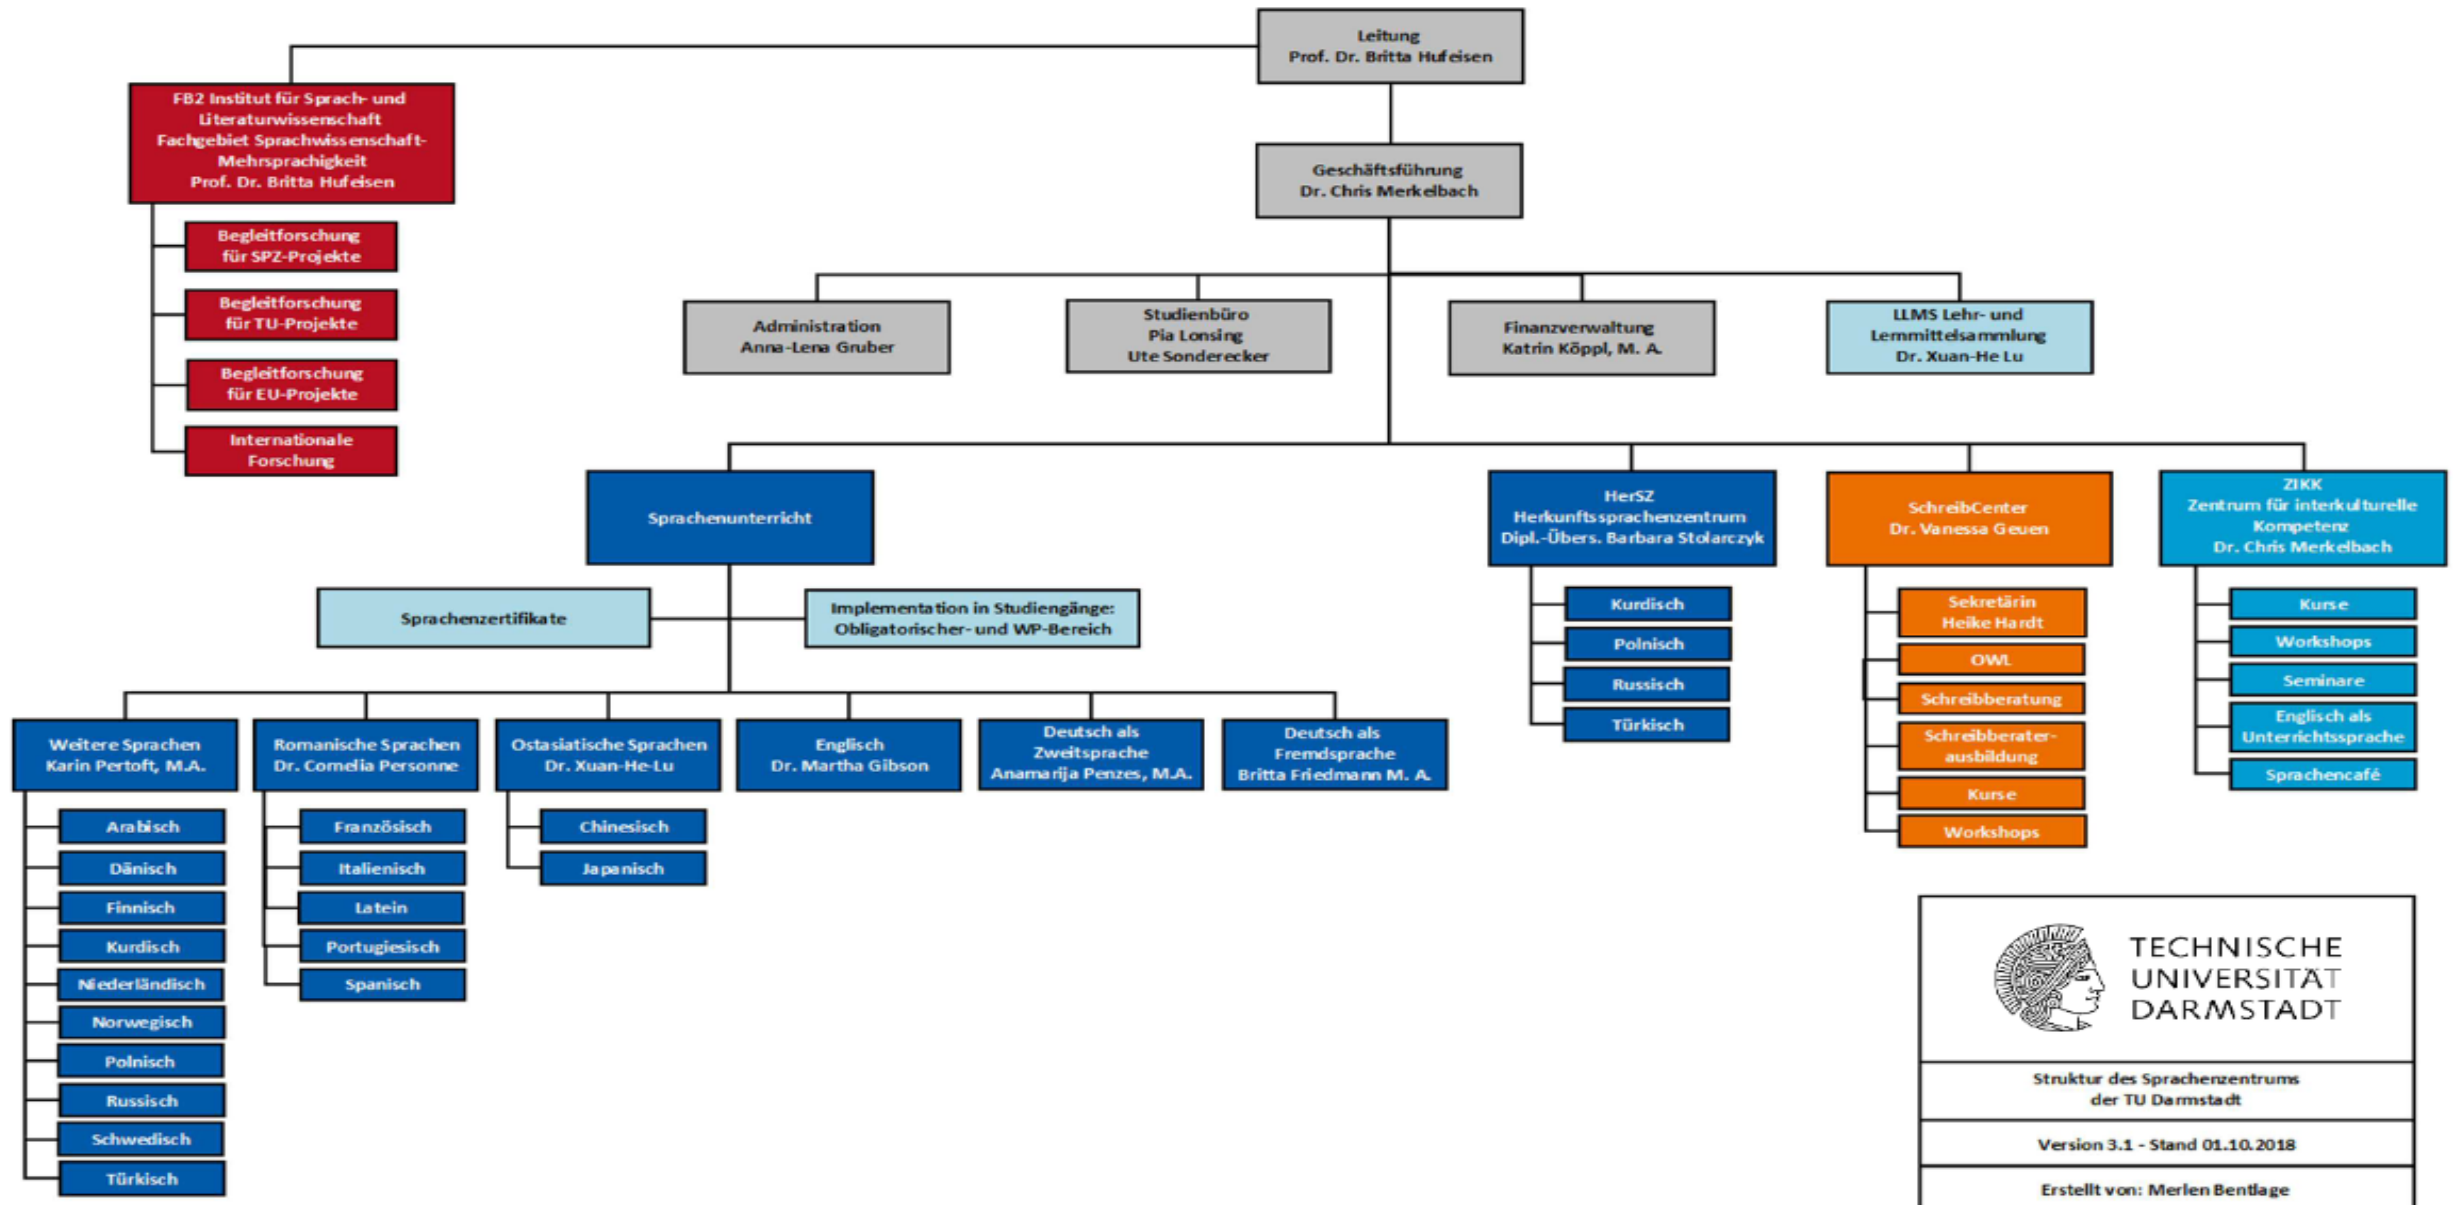 Leitung
Prof. Dr. Britta Hufeisen
FB2 Institut für Sprach- und
Literaturwissenschaft
Fachgebiet Sprachwissenschaft-
Mehrsprachigkeit
Prof. Dr. Britta Hufeisen
Begleitforschung
für SPZ-Projekte
Begleitforschung
für TU-Projekte
Begleitforschung
für EU-Projekte
Internationale
Forschung
Geschäftsführung
Dr. Chris Merkelbach
Administration
Anna-Lena Gruber
Studienbüro
Pia Lonsing
Ute Sonderecker
Finanzverwaltung
Katrin Köppl, M. A.
LLMS Lehr- und
Lernmittelsammlung
Dr. Xuan-He Lu
Sprachenunterricht
Sprachenzertifikate
Implementation in Studiengänge:
Obligatorischer- und WP-Bereich
Weitere Sprachen
Karin Pertoft, M.A.
Arabisch
Dänisch
Finnisch
Kurdisch
Niederländisch
Norwegisch
Polnisch
Russisch
Schwedisch
Türkisch
Romanische Sprachen
Dr. Cornelia Personne
Französisch
Italienisch
Latein
Portugiesisch
Spanisch
Ostasiatische Sprachen
Dr. Xuan-He-Lu
Chinesisch
Japanisch
Englisch
Dr. Martha Gibson
Deutsch als
Zweitsprache
Anamarija Penzes, M.A.
Deutsch als
Fremdsprache
Britta Friedmann M. A.
HerSZ
Herkunftssprachenzentrum
Dipl.-Übers. Barbara Stolarczyk
Kurdisch
Polnisch
Russisch
Türkisch
SchreibCenter
Dr. Vanessa Geuen
Sekretärin
Heike Hardt
OWL
Schreibberatung
Schreibberater-
ausbildung
Kurse
Workshops
ZIKK
Zentrum für interkulturelle
Kompetenz
Dr. Chris Merkelbach
Kurse
Workshops
Seminare
Englisch als
Unterrichtssprache
Sprachencafé
TECHNISCHE
UNIVERSITÄT
DARMSTADT
Struktur des Sprachenzentrums
der TU Darmstadt
Version 3.1 - Stand 01.10.2018
Erstellt von: Merlen Bentlage